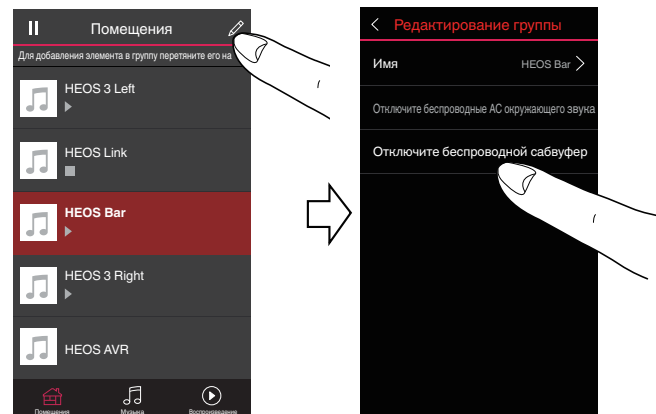 Помещения
Для добавления элемента в группу перетяните его на
HEOS 3 Left
HEOS Link
HEOS Bar
HEOS 3 Right
HEOS AVR
Помещения
Музыка
Воспроизведение
Редактирование группы
Имя
HEOS Bar
Отключите беспроводные АС окружающего звука
Отключите беспроводной сабвуфер